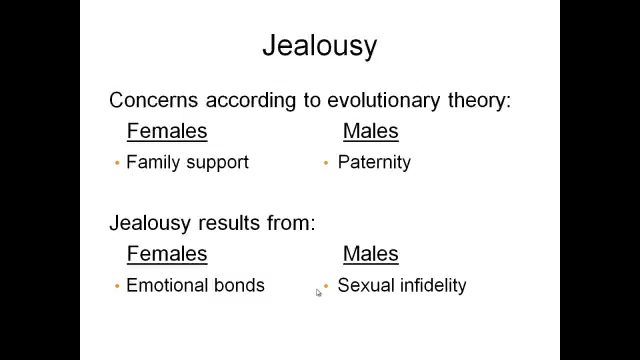 Jealousy
Concerns according to evolutionary theory:
Females Males
• Family support • Paternity
Jealousy results from:
Females Males
• Emotional bonds • Sexual infidelity